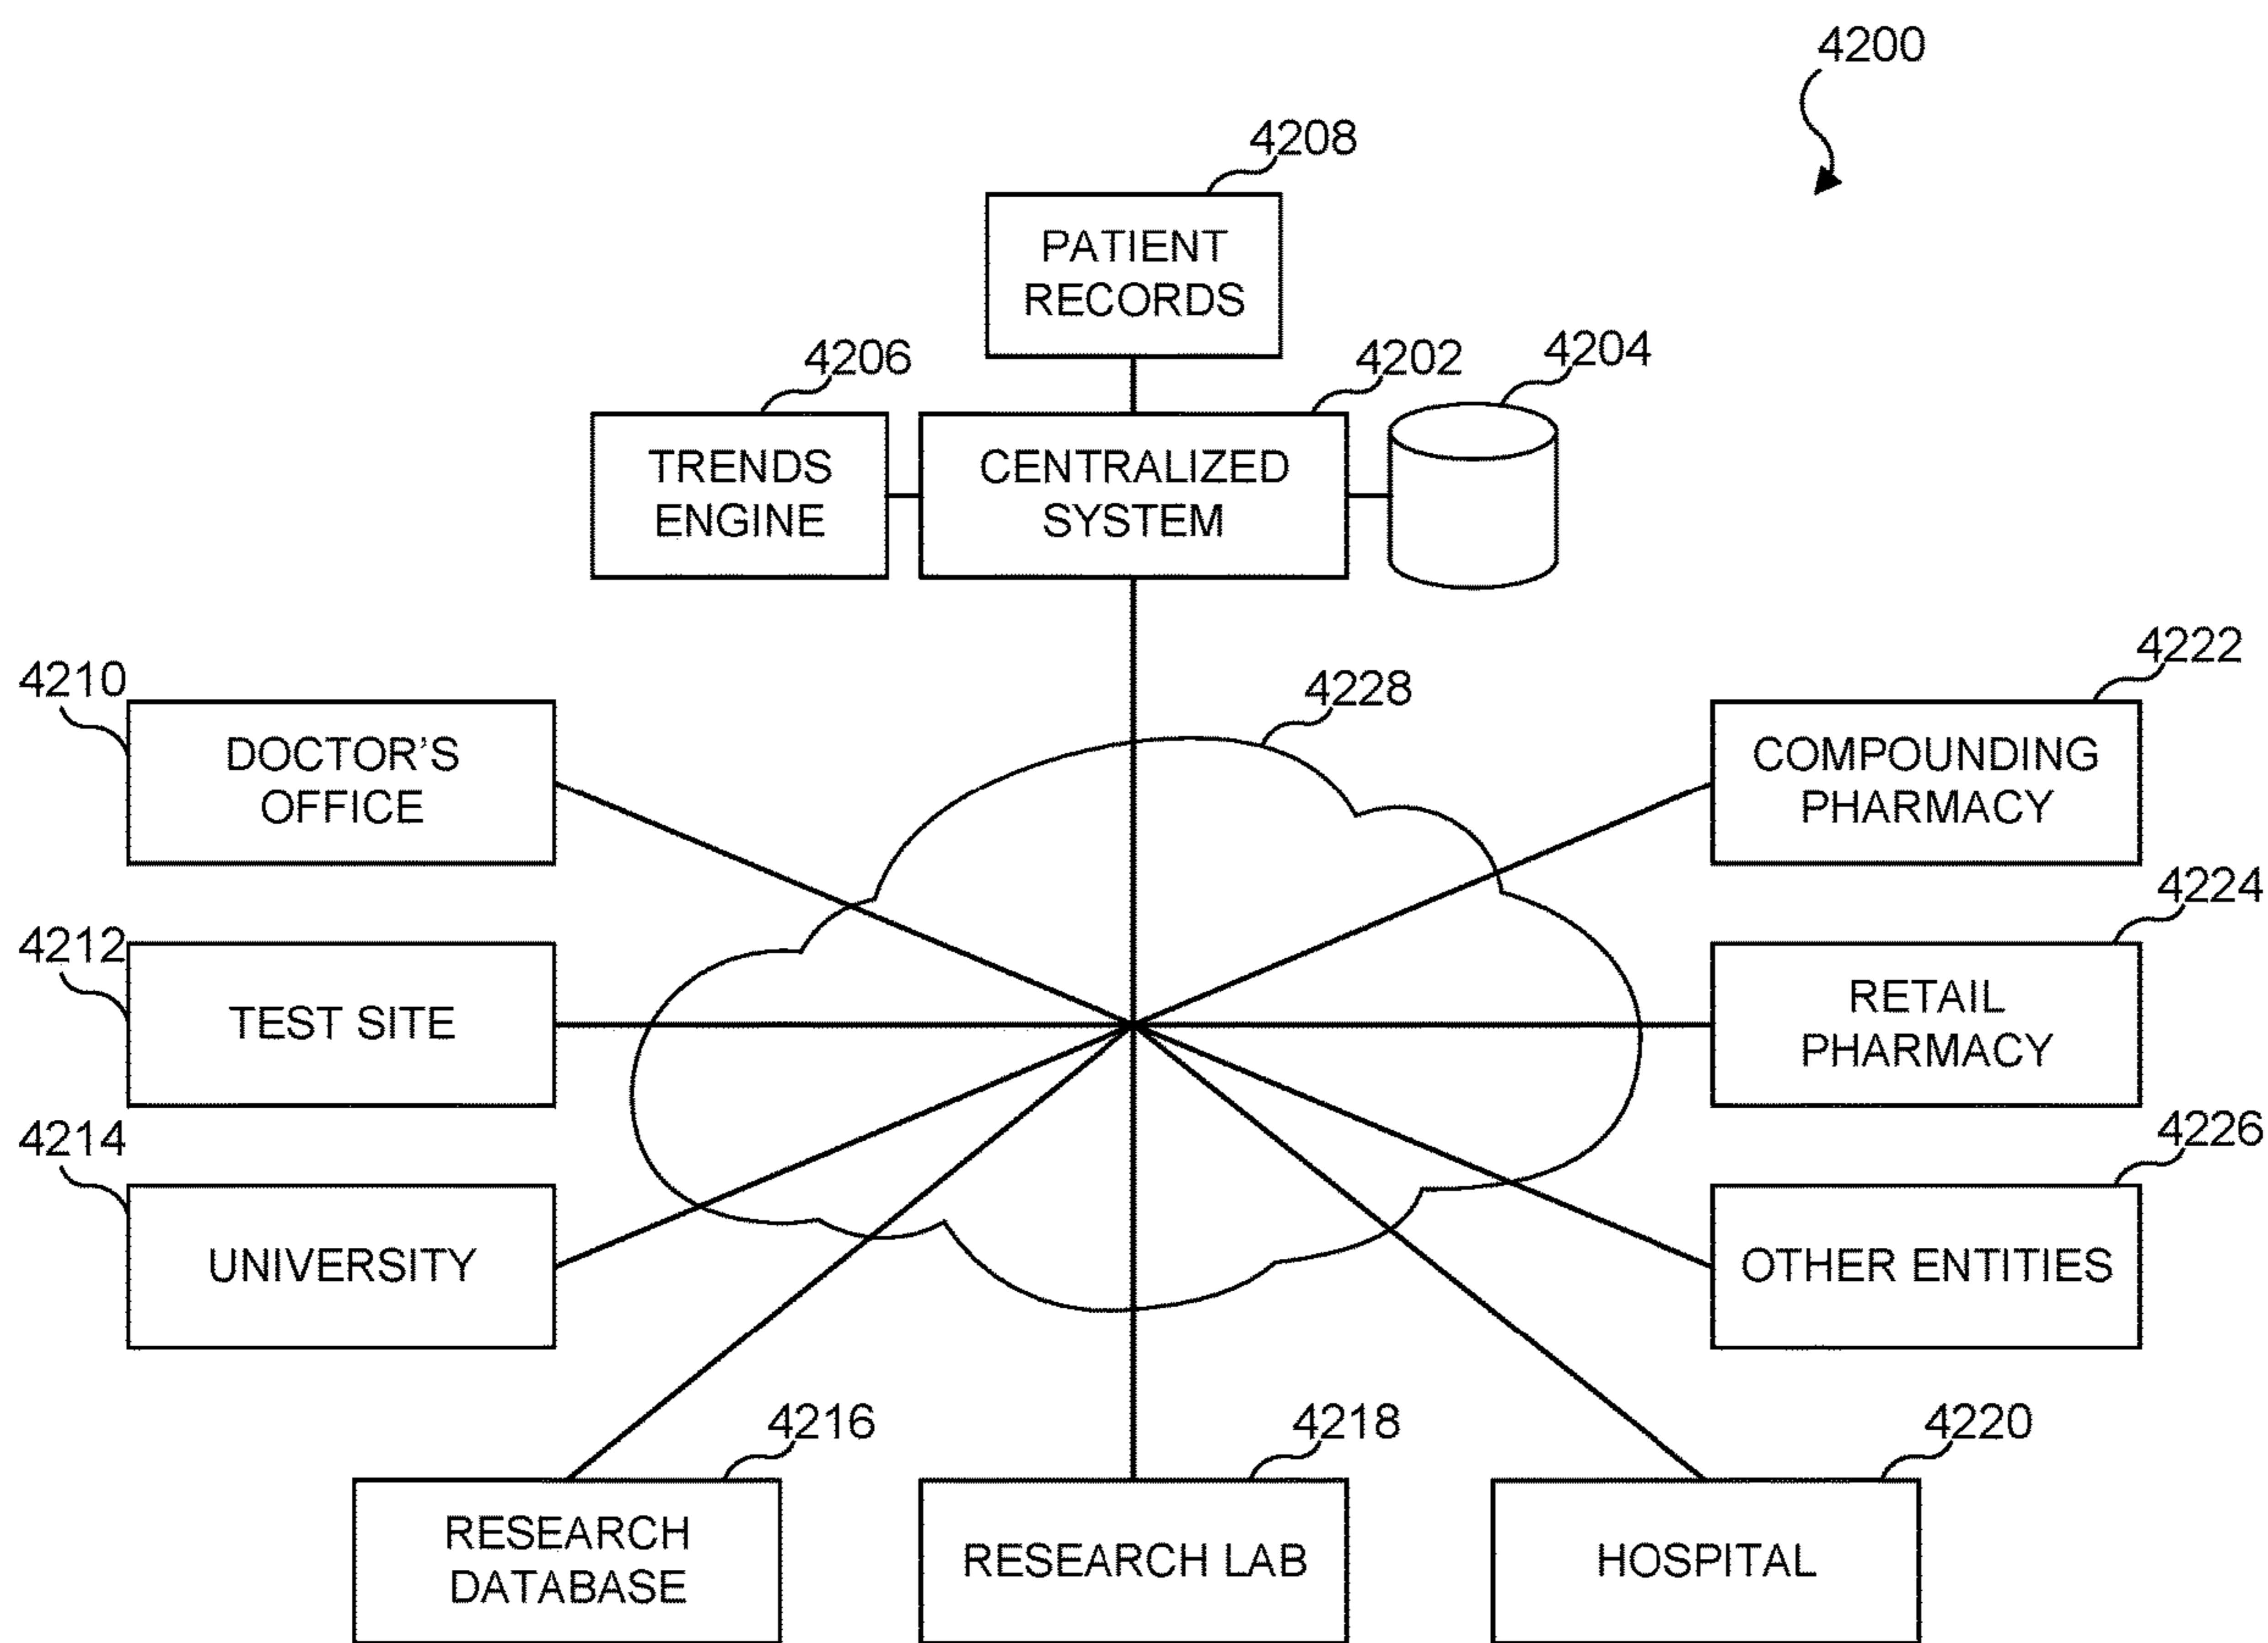 4200
4208
PATIENT
RECORDS
4206
4202
4204
TRENDS
ENGINE
CENTRALIZED
SYSTEM
4210
4228
4222
DOCTOR'S
OFFICE
COMPOUNDING
PHARMACY
4212
4224
TEST SITE
RETAIL
PHARMACY
4214
4226
UNIVERSITY
OTHER ENTITIES
4216
4218
4220
RESEARCH
DATABASE
RESEARCH LAB
HOSPITAL